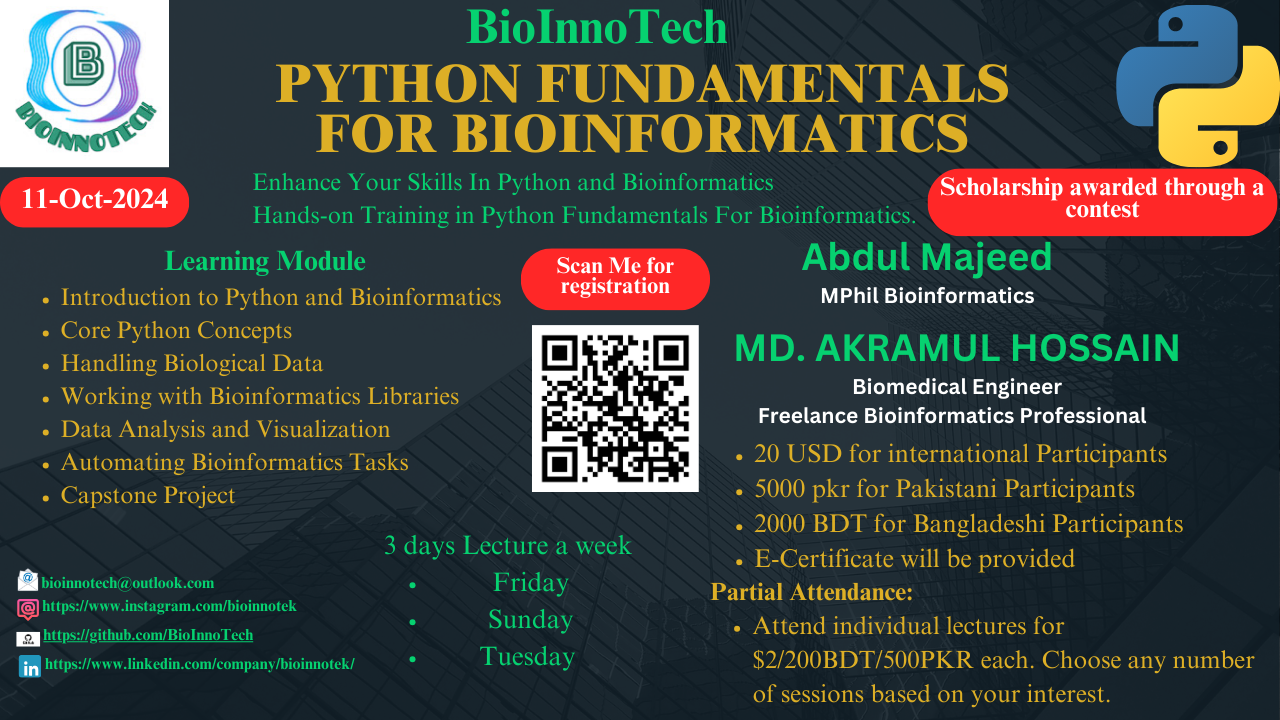 BioInnoTech
PYTHON FUNDAMENTALS
FOR BIOINFORMATICS
B
BIOINNOTECH
11-Oct-2024
Enhance Your Skills In Python and Bioinformatics
Hands-on Training in Python Fundamentals For Bioinformatics.
Scholarship awarded through a
contest
Learning Module
• Introduction to Python and Bioinformatics
• Core Python Concepts
• Handling Biological Data
• Working with Bioinformatics Libraries
• Data Analysis and Visualization
• Automating Bioinformatics Tasks
• Capstone Project
Scan Me for
registration
Abdul Majeed
MPhil Bioinformatics
MD. AKRAMUL HOSSAIN
Biomedical Engineer
Freelance Bioinformatics Professional
• 20 USD for international Participants
• 5000 pkr for Pakistani Participants
• 2000 BDT for Bangladeshi Participants
• E-Certificate will be provided
Partial Attendance:
• Attend individual lectures for
$2/200BDT/500PKR each. Choose any number
of sessions based on your interest.
3 days Lecture a week
• Friday
• Sunday
• Tuesday
bioinnotech@outlook.com
https://www.instagram.com/bioinnotek
https://github.com/BioInnoTech
https://www.linkedin.com/company/bioinnotek/